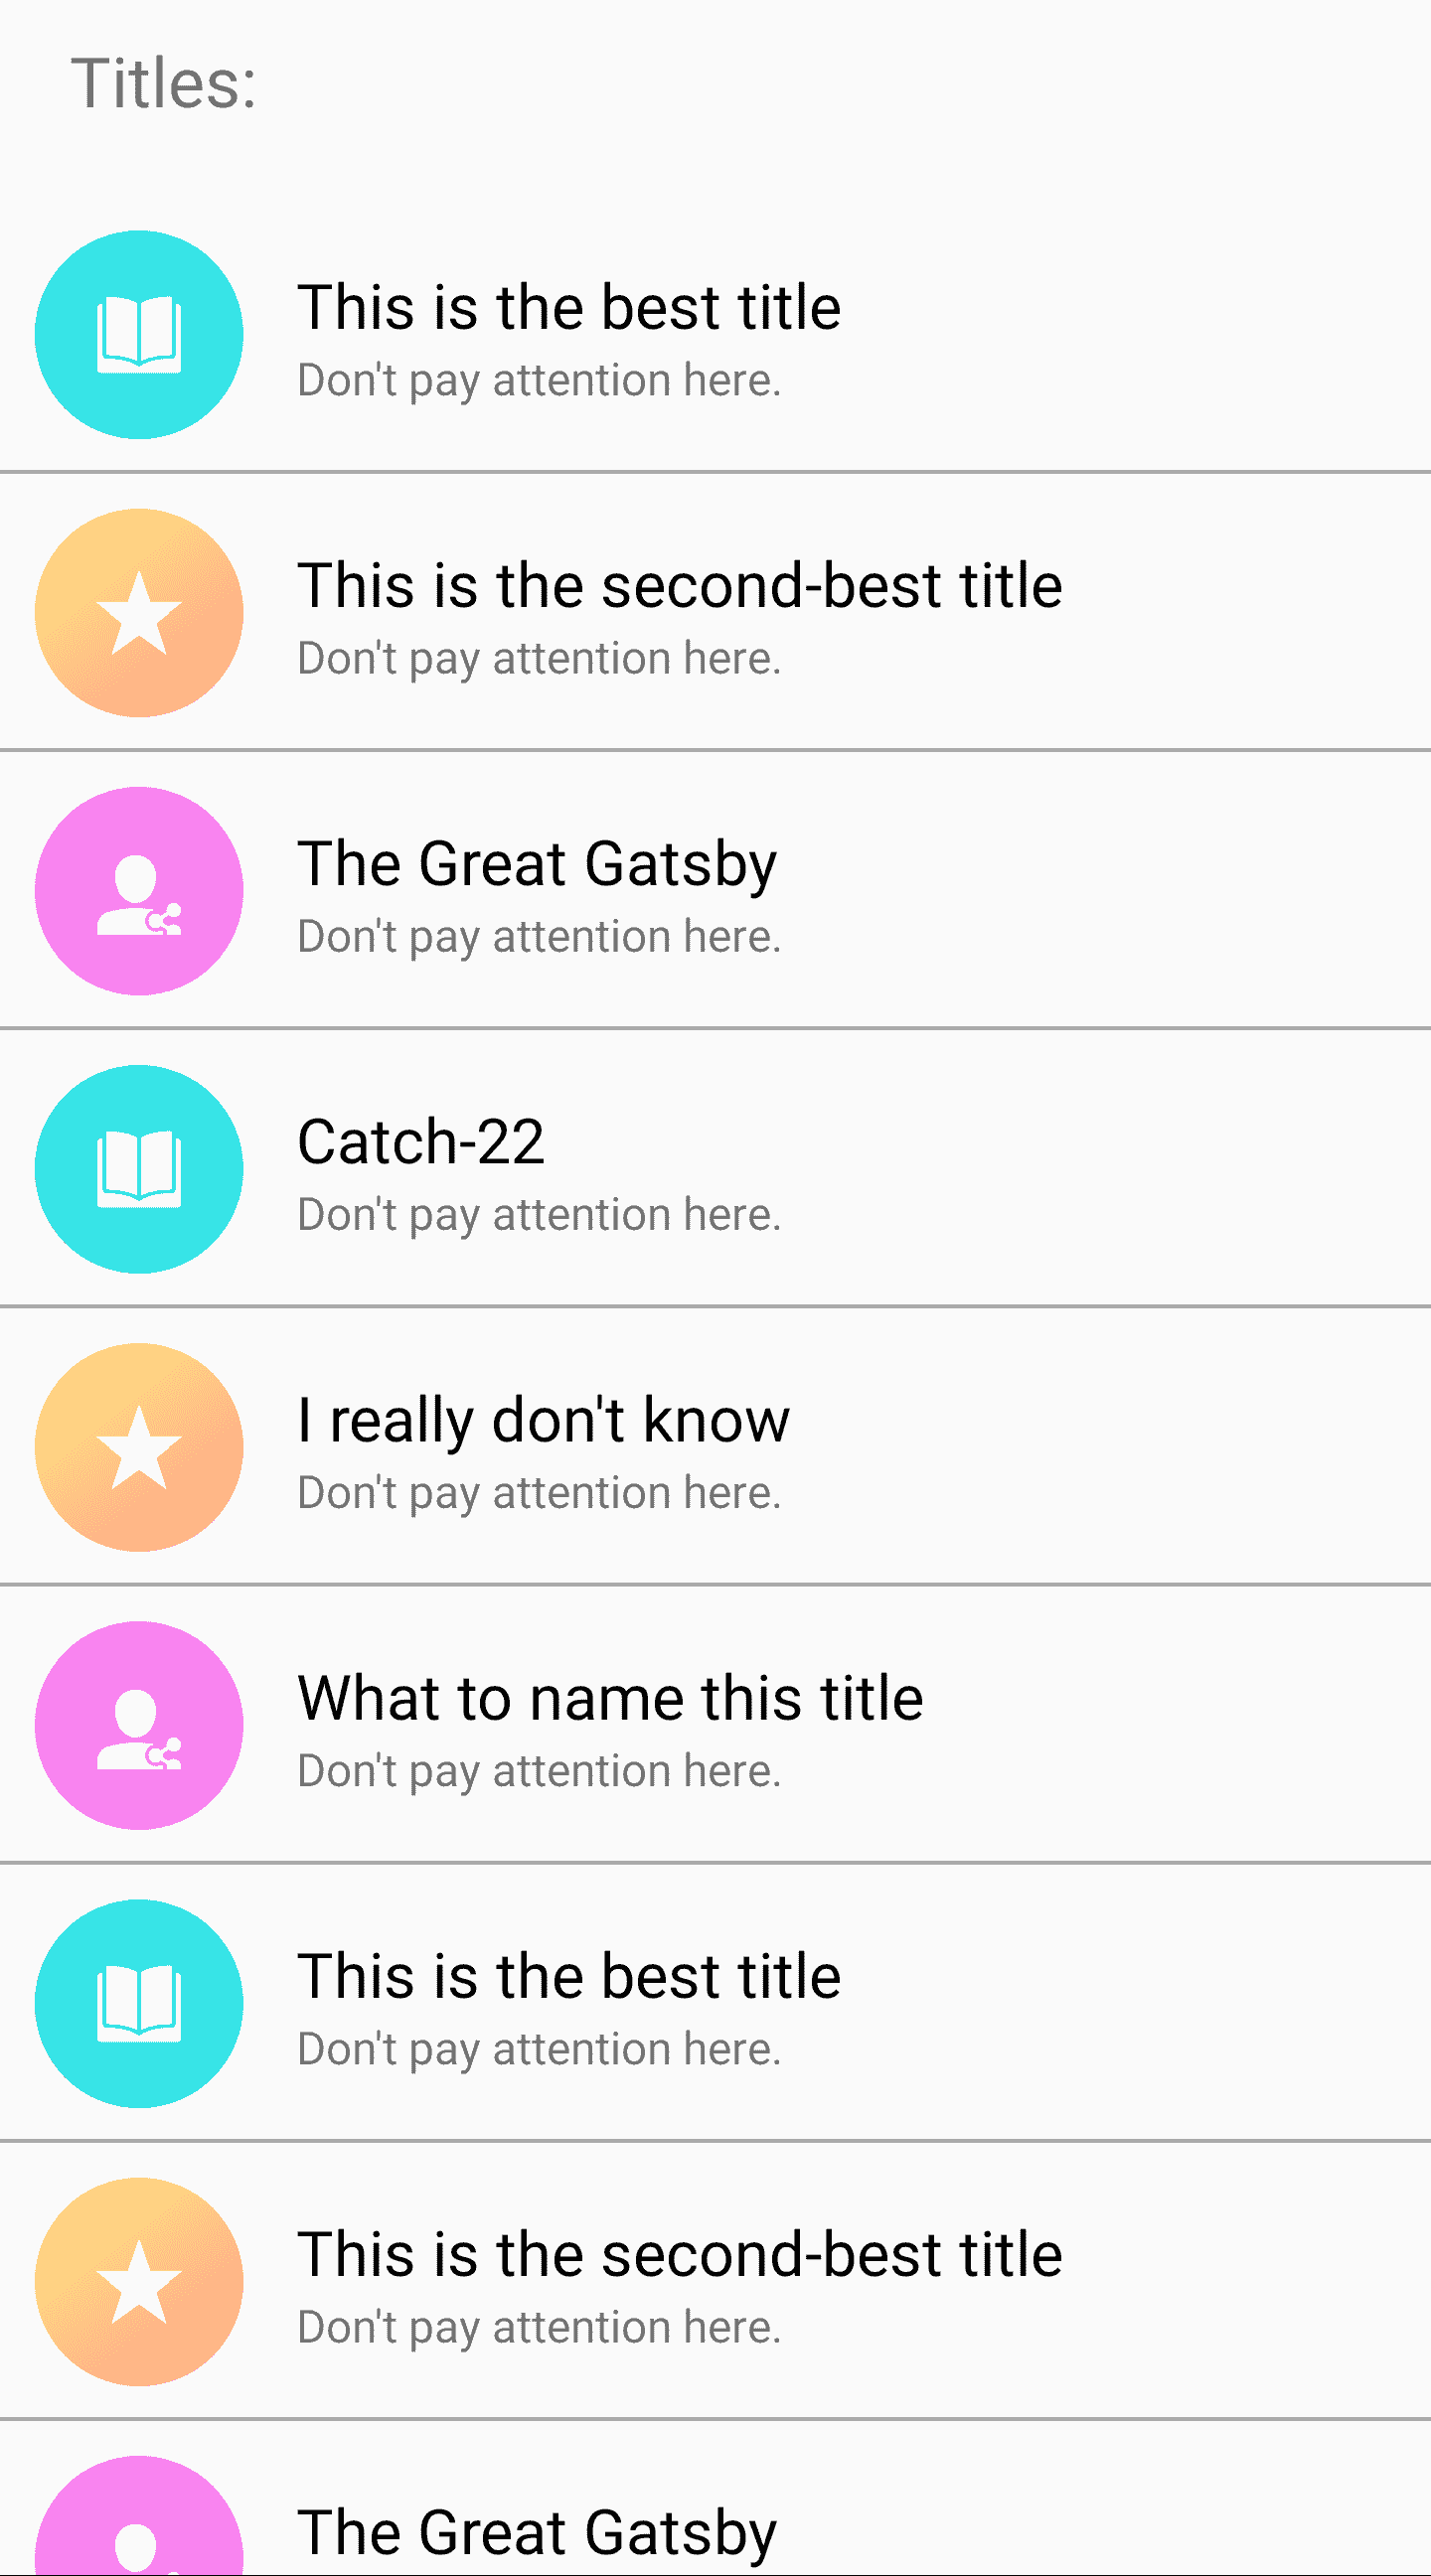 Titles:
This is the best title
Don't pay attention here.
This is the second-best title
Don't pay attention here.
The Great Gatsby
Don't pay attention here.
Catch-22
Don't pay attention here.
I really don't know
Don't pay attention here.
What to name this title
Don't pay attention here.
This is the best title
Don't pay attention here.
This is the second-best title
Don't pay attention here.
The Great Gatsby